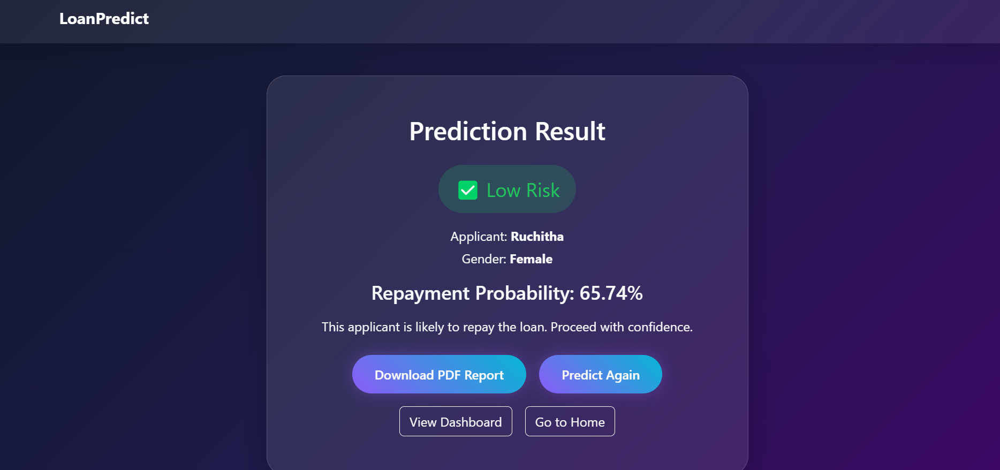 LoanPredict
Prediction Result
✅ Low Risk
Applicant: Ruchitha
Gender: Female
Repayment Probability: 65.74%
This applicant is likely to repay the loan. Proceed with confidence.
Download PDF Report
Predict Again
View Dashboard
Go to Home